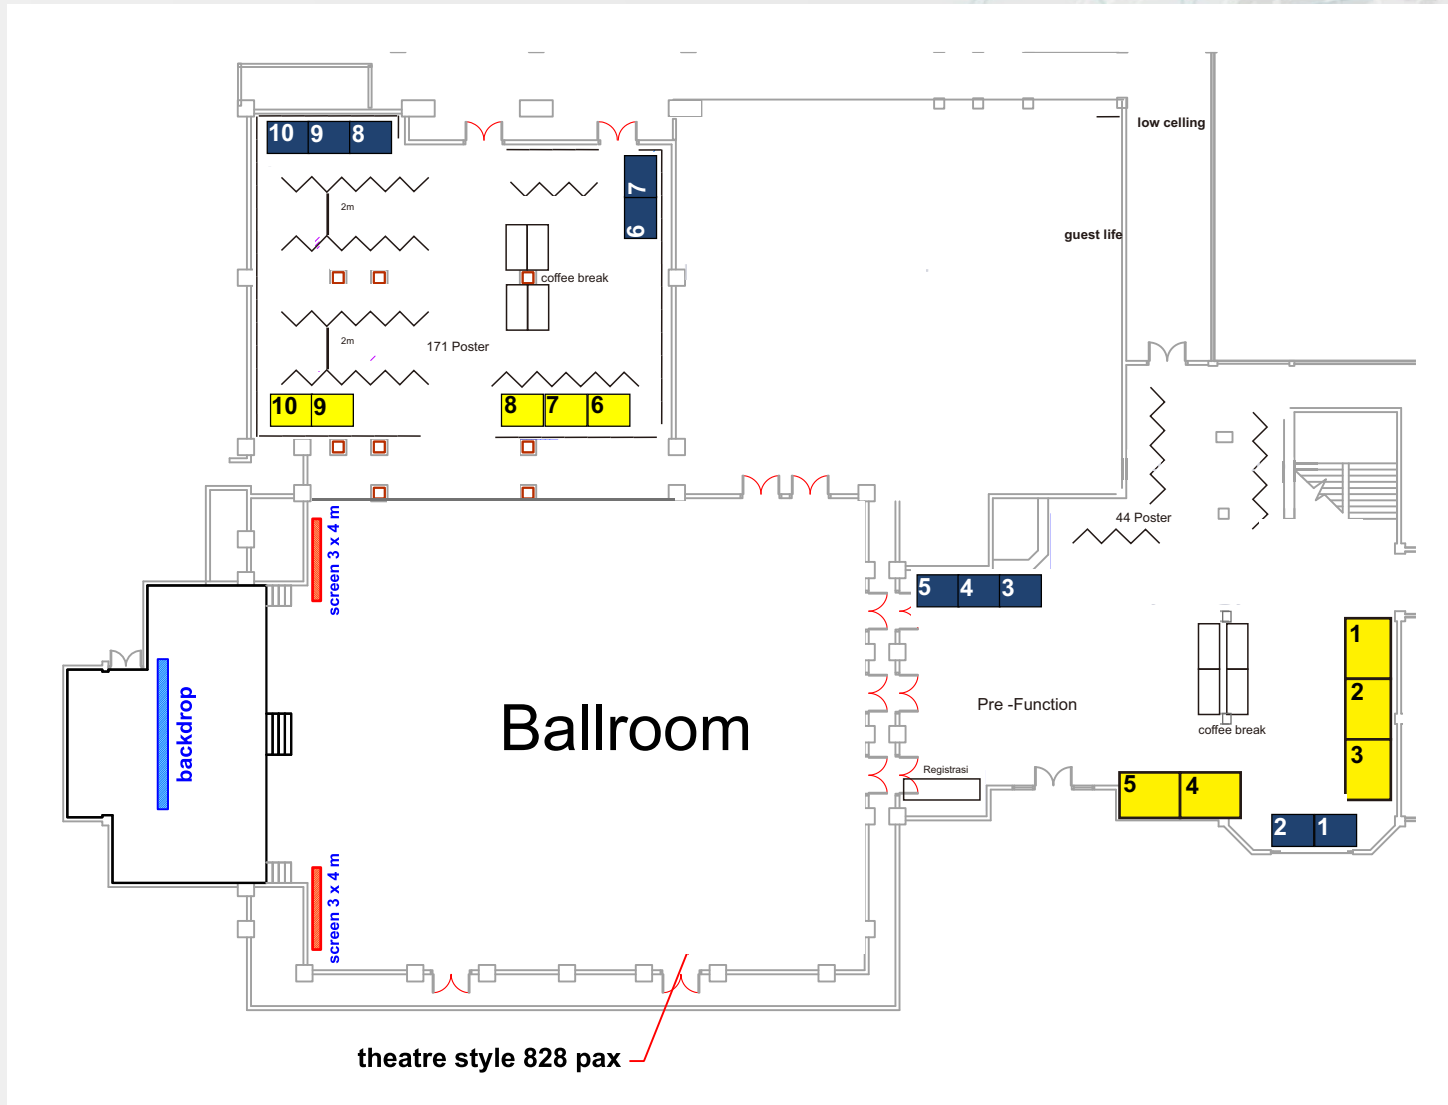 low celling
10 9 8
7
6
2m
guest life
coffee break
2m
171 Poster
10 9
8 7 6
44 Poster
screen 3 x 4 m
5 4 3
1
2
3
backdrop
Ballroom
Pre -Function
coffee break
Registrasi
5 4
2 1
screen 3 x 4 m
theatre style 828 pax